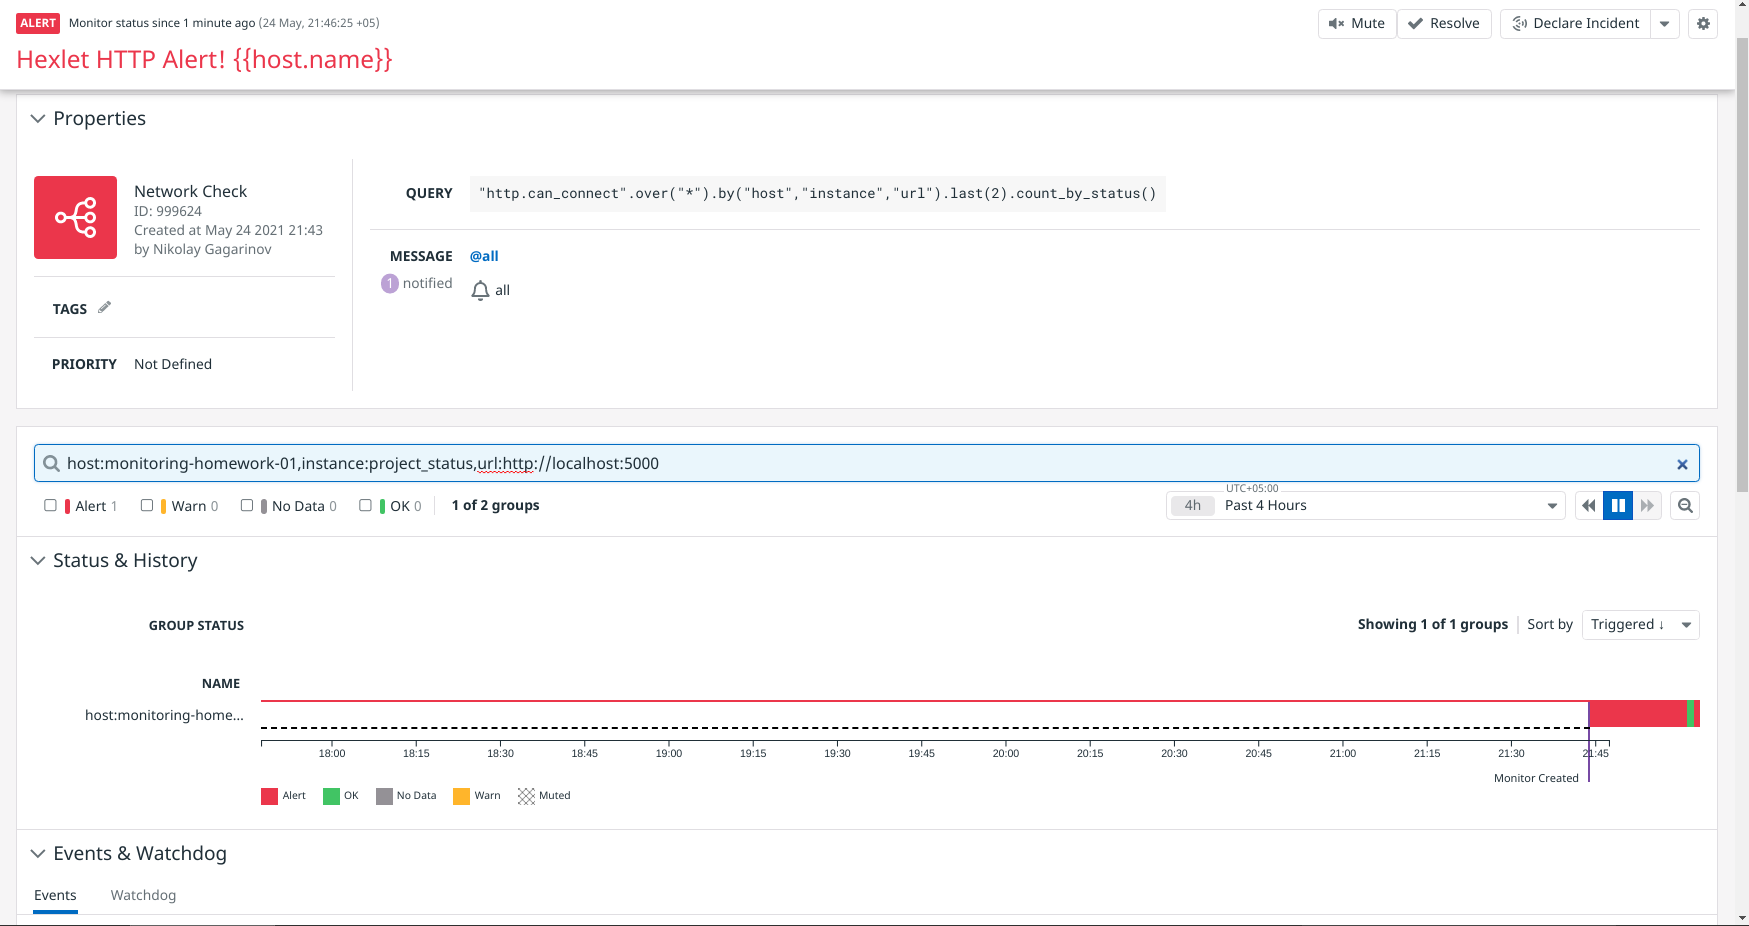 ALERT Monitor status since 1 minute ago (24 May, 21:46:25 +05)
Mute Resolve Declare Incident
Hexlet HTTP Alert! {{host.name}}
Properties
Network Check
ID: 999624
Created at May 24 2021 21:43
by Nikolay Gagarinov
TAGS
PRIORITY Not Defined
QUERY "http.can_connect".over("*").by("host","instance","url").last(2).count_by_status()
MESSAGE @all
1 notified
all
host:monitoring-homework-01,instance:project_status,url:http://localhost:5000
Alert 1 Warn 0 No Data 0 OK 0 1 of 2 groups
UTC+05:00
4h Past 4 Hours
Status & History
GROUP STATUS
Showing 1 of 1 groups Sort by Triggered ↓
NAME
host:monitoring-home...
18:00 18:15 18:30 18:45 19:00 19:15 19:30 19:45 20:00 20:15 20:30 20:45 21:00 21:15 21:30 21:45
Monitor Created
Alert OK No Data Warn Muted
Events & Watchdog
Events Watchdog